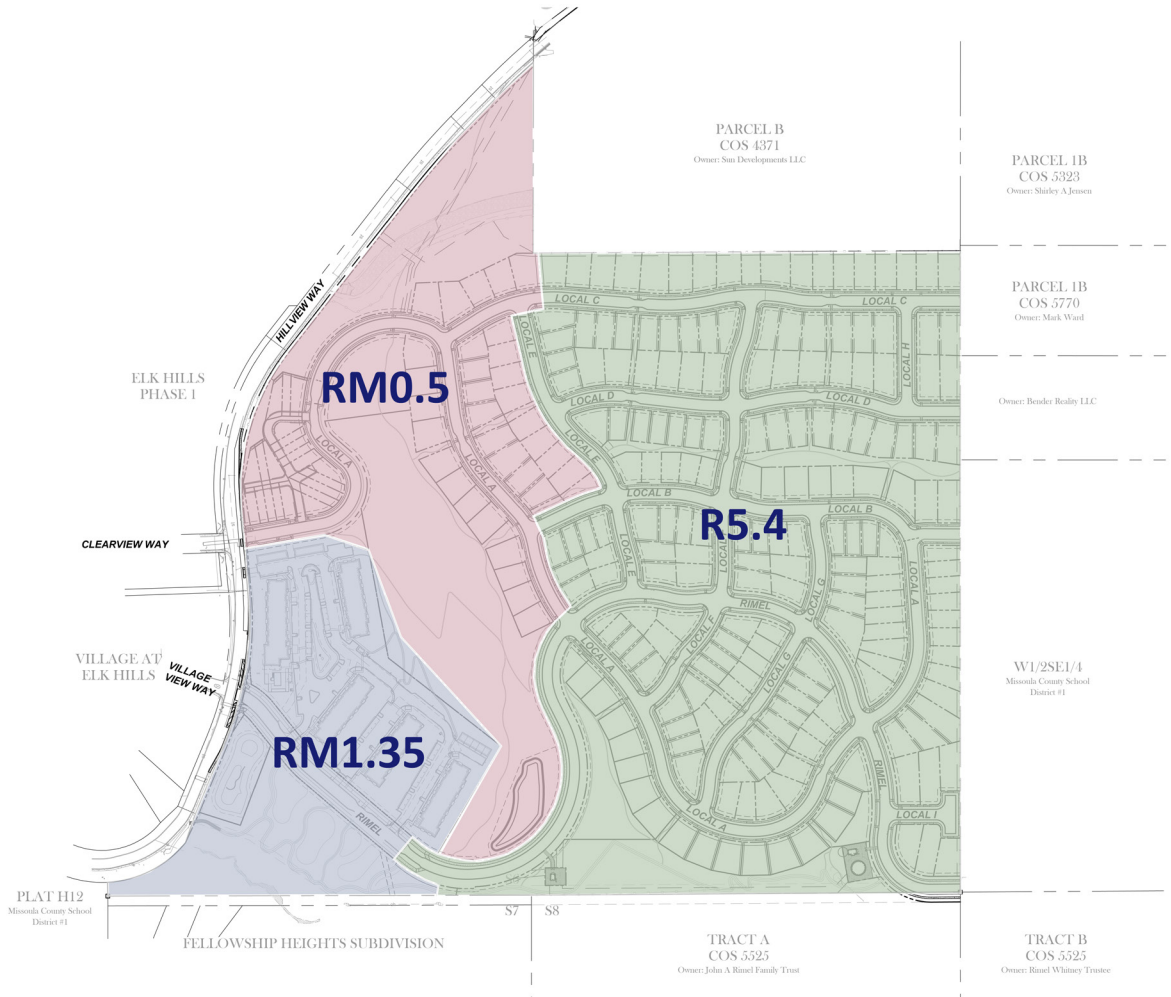 PARCEL B
COS 4371
Owner: Sun Developments LLC
PARCEL 1B
COS 5323
Owner: Shirley A Jensen
PARCEL 1B
COS 5770
Owner: Mark Ward
Owner: Bender Reality LLC
HILLVIEW WAY
ELK HILLS
PHASE 1
LOCAL C
LOCAL C
LOCAL E
LOCAL H
RM0.5
LOCAL D
LOCAL D
LOCAL E
LOCAL A
LOCAL A
LOCAL B
LOCAL B
R5.4
CLEARVIEW WAY
LOCAL E
LOCAL
LOCAL G
LOCAL A
RIMEL
LOCAL F
LOCAL A
LOCAL G
VILLAGE AT
ELK HILLS
VILLAGE
VIEW WAY
W1/2SE1/4
Missoula County School
District #1
RM1.35
RIMEL
RIMEL
LOCAL A
LOCAL I
PLAT H12
Missoula County School
District #1
S7 S8
FELLOWSHIP HEIGHTS SUBDIVISION
TRACT A
COS 5525
Owner: John A Rimel Family Trust
TRACT B
COS 5525
Owner: Rimel Whitney Trustee